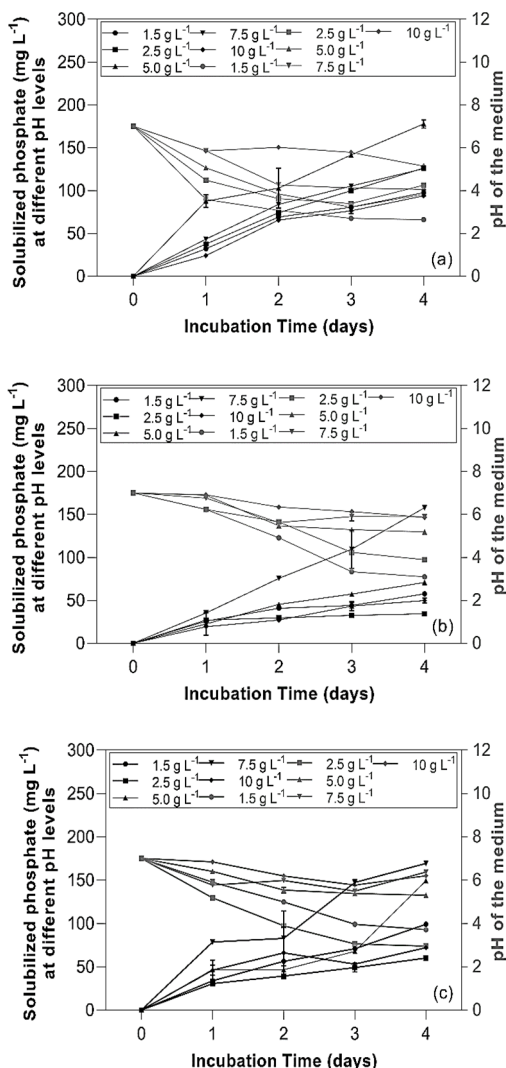 Solubilized phosphate (mg L-1)
at different pH levels
300
250
200
150
100
50
0
1.5 g L-1 7.5 g L-1 2.5 g L-1 10 g L-1
2.5 g L-1 10 g L-1 5.0 g L-1
5.0 g L-1 1.5 g L-1 7.5 g L-1
12
10
8
6
4
2
0
pH of the medium
(a)
0 1 2 3 4
Incubation Time (days)
Solubilized phosphate (mg L-1)
at different pH levels
300
250
200
150
100
50
0
1.5 g L-1 7.5 g L-1 2.5 g L-1 10 g L-1
2.5 g L-1 10 g L-1 5.0 g L-1
5.0 g L-1 1.5 g L-1 7.5 g L-1
12
10
8
6
4
2
0
pH of the medium
(b)
0 1 2 3 4
Incubation Time (days)
Solubilized phosphate (mg L-1)
at different pH levels
300
250
200
150
100
50
0
1.5 g L-1 7.5 g L-1 2.5 g L-1 10 g L-1
2.5 g L-1 10 g L-1 5.0 g L-1
5.0 g L-1 1.5 g L-1 7.5 g L-1
12
10
8
6
4
2
0
pH of the medium
(c)
0 1 2 3 4
Incubation Time (days)